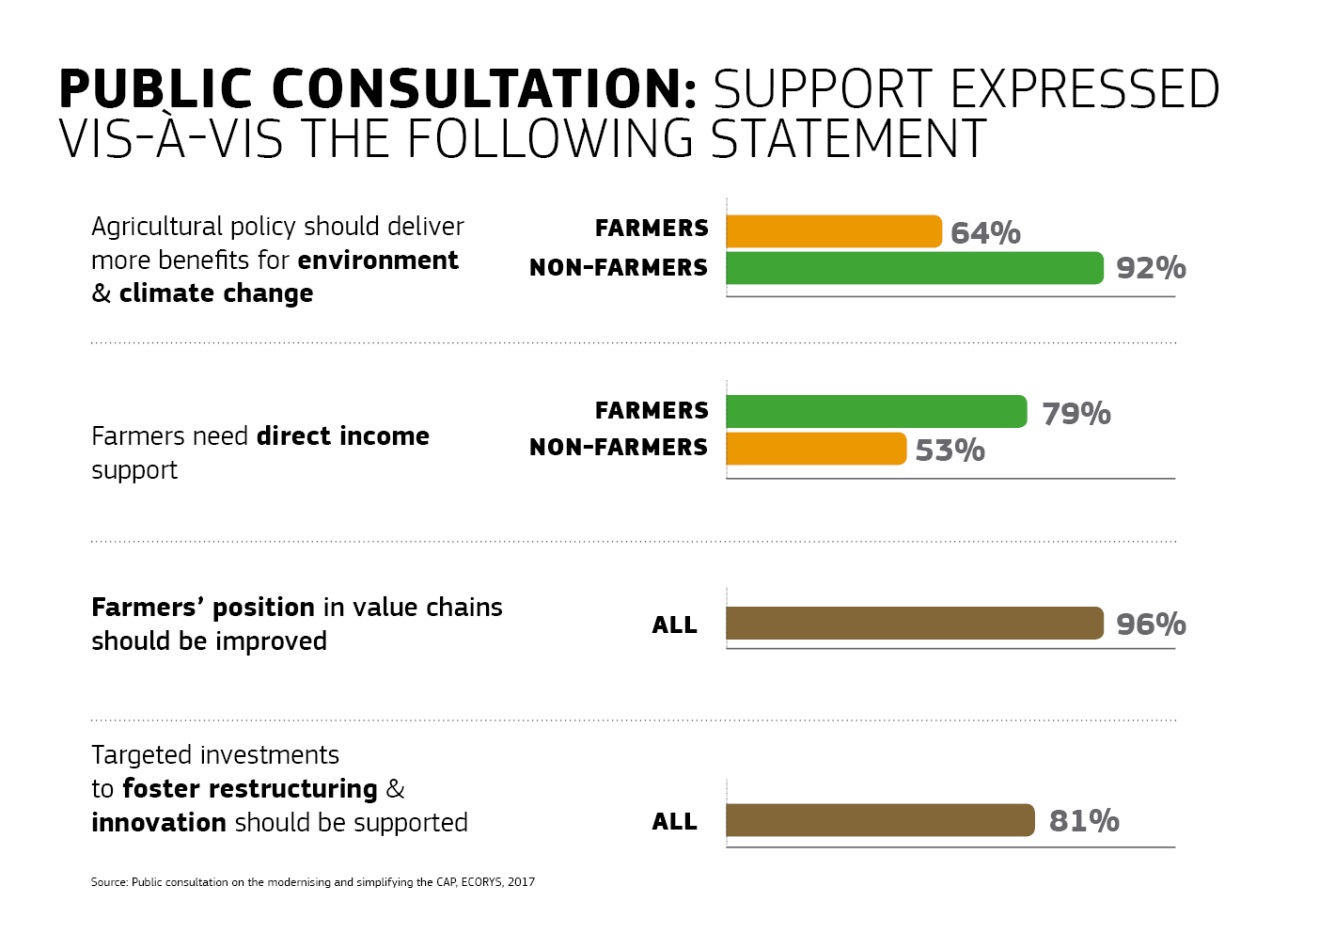 PUBLIC CONSULTATION: SUPPORT EXPRESSED
VIS-À-VIS THE FOLLOWING STATEMENT
Agricultural policy should deliver
more benefits for environment
& climate change
FARMERS 64%
NON-FARMERS 92%
Farmers need direct income
support
FARMERS 79%
NON-FARMERS 53%
Farmers’ position in value chains
should be improved
ALL 96%
Targeted investments
to foster restructuring &
innovation should be supported
ALL 81%
Source: Public consultation on the modernising and simplifying the CAP, ECORYS, 2017